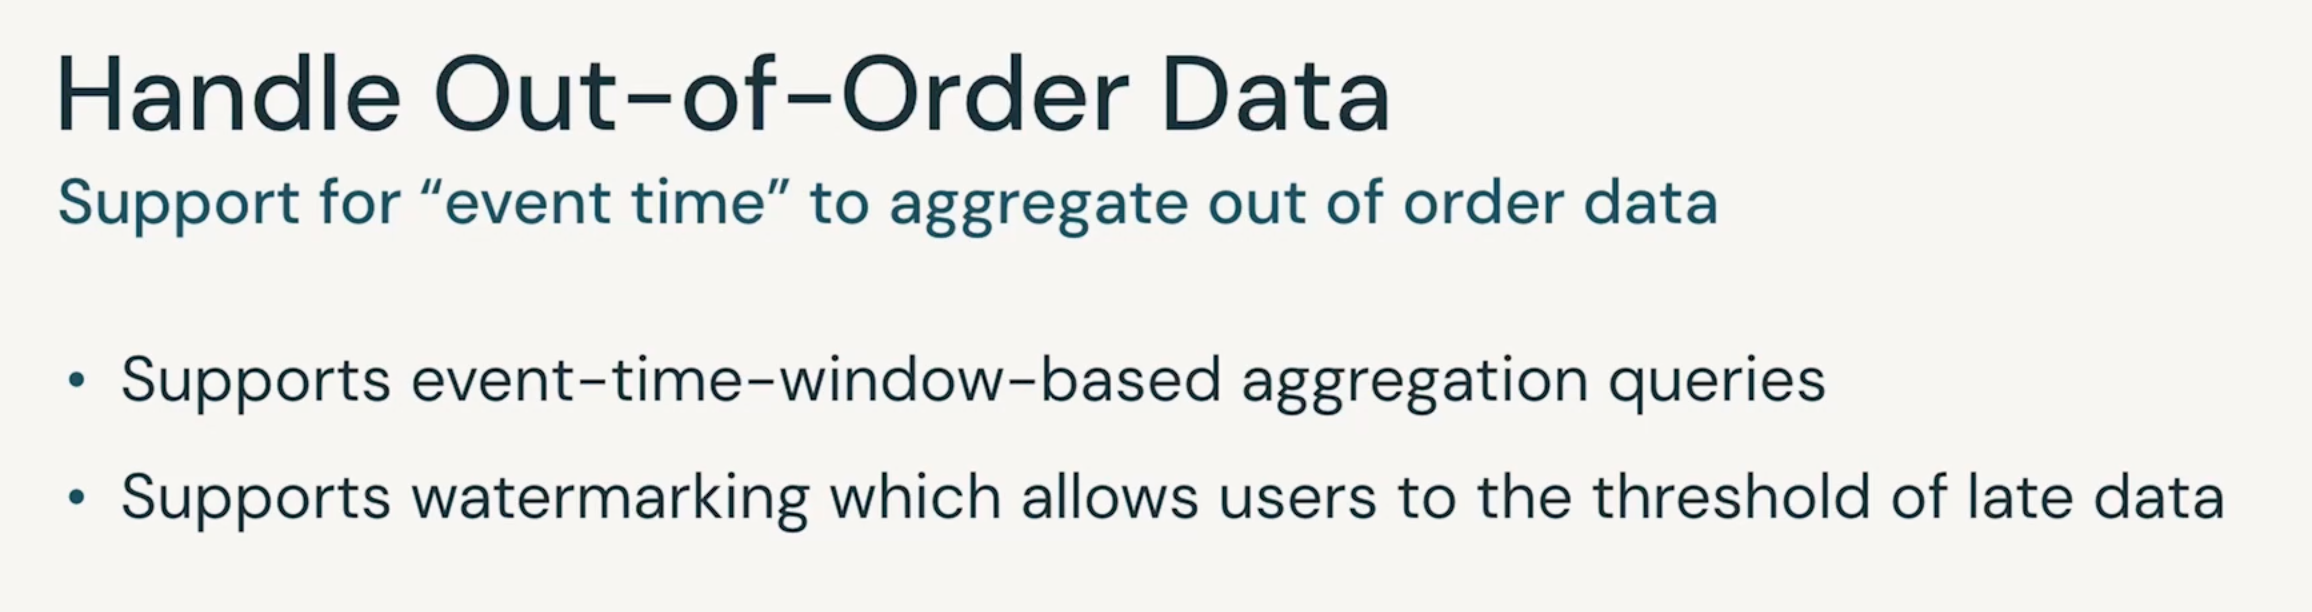 Handle Out-of-Order Data
Support for “event time” to aggregate out of order data
• Supports event-time-window-based aggregation queries
• Supports watermarking which allows users to the threshold of late data